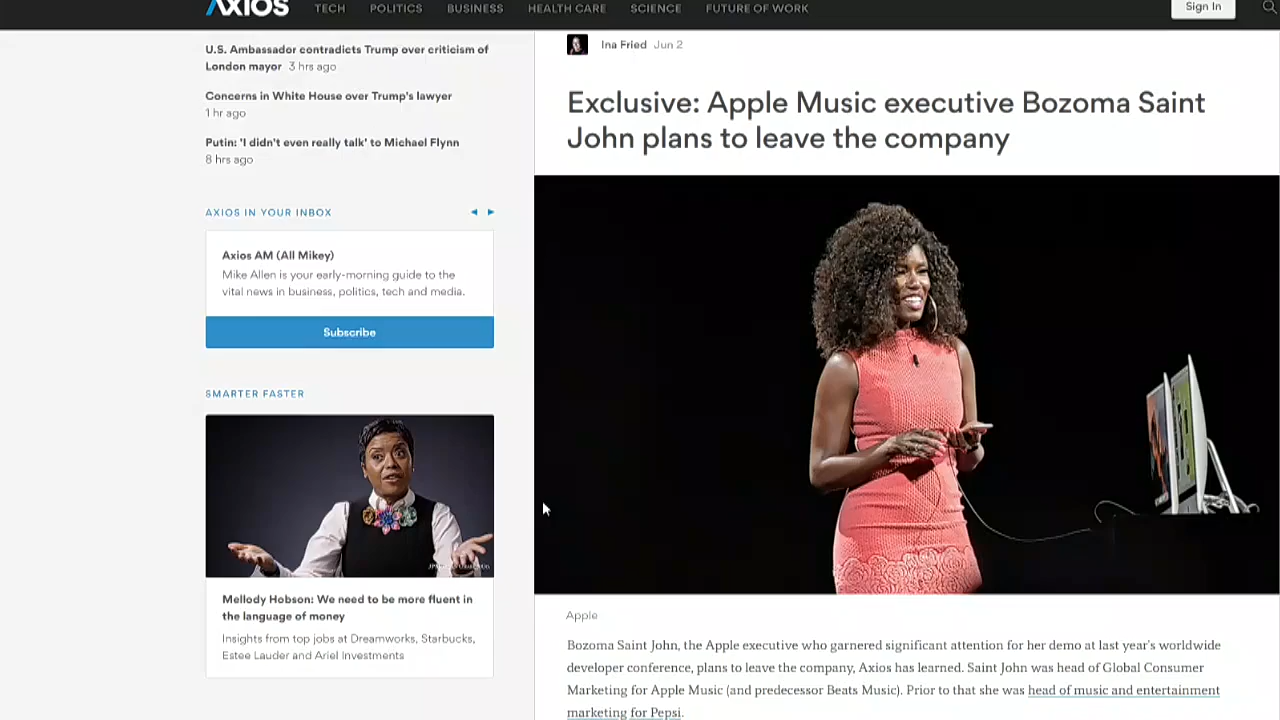 AXIOS TECH POLITICS BUSINESS HEALTH CARE SCIENCE FUTURE OF WORK Sign In
U.S. Ambassador contradicts Trump over criticism of
London mayor 3 hrs ago
Concerns in White House over Trump's lawyer
1 hr ago
Putin: 'I didn't even really talk' to Michael Flynn
8 hrs ago
AXIOS IN YOUR INBOX
Axios AM (All Mikey)
Mike Allen is your early-morning guide to the
vital news in business, politics, tech and media.
Subscribe
SMARTER FASTER
Mellody Hobson: We need to be more fluent in
the language of money
Insights from top jobs at Dreamworks, Starbucks,
Estee Lauder and Ariel Investments
Ina Fried Jun 2
Exclusive: Apple Music executive Bozoma Saint
John plans to leave the company
Apple
Bozoma Saint John, the Apple executive who garnered significant attention for her demo at last year's worldwide
developer conference, plans to leave the company, Axios has learned. Saint John was head of Global Consumer
Marketing for Apple Music (and predecessor Beats Music). Prior to that she was head of music and entertainment
marketing for Pepsi.